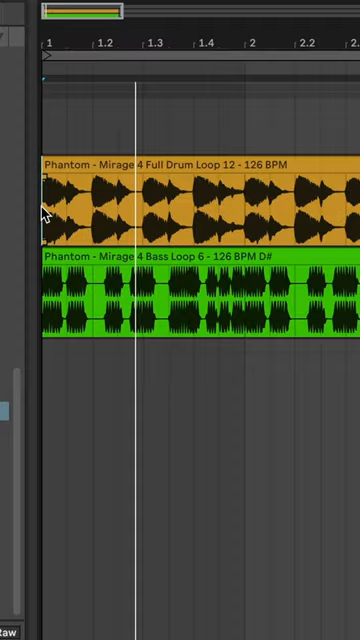 1 1.2 1.3 1.4 2 2.2 2.
Phantom - Mirage 4 Full Drum Loop 12 - 126 BPM
Phantom - Mirage 4 Bass Loop 6 - 126 BPM D#
Raw